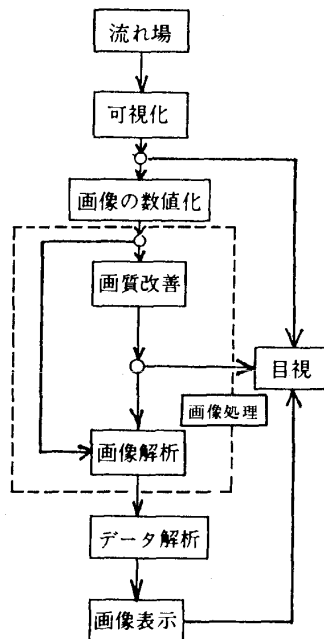 流れ場
可視化
画像の数値化
画質改善
目視
画像処理
画像解析
データ解析
画像表示